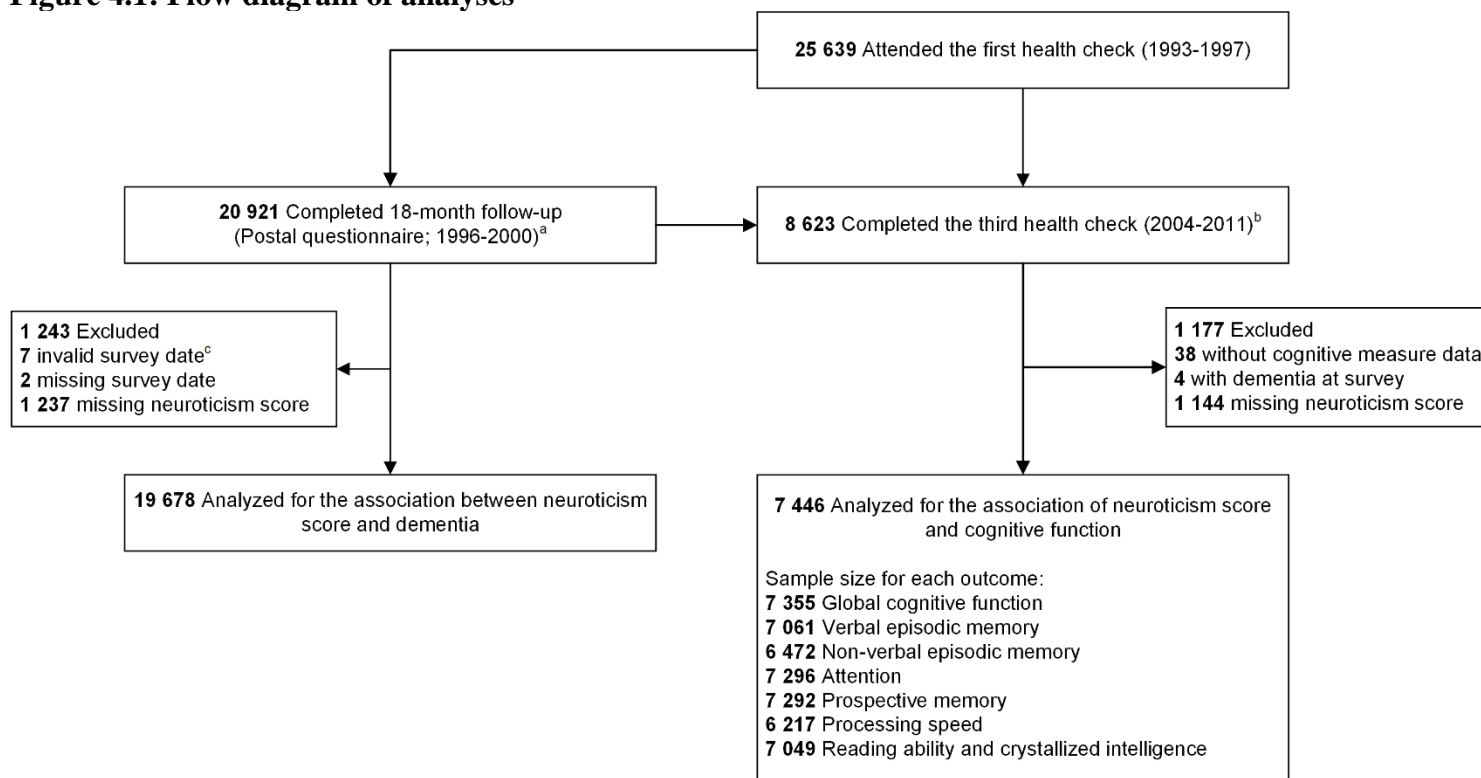 Figure 4.1: Flow diagram of analyses
25 639 Attended the first health check (1993-1997)
20 921 Completed 18-month follow-up
(Postal questionnaire; 1996-2000)a
8 623 Completed the third health check (2004-2011)b
1 243 Excluded
7 invalid survey datec
2 missing survey date
1 237 missing neuroticism score
1 177 Excluded
38 without cognitive measure data
4 with dementia at survey
1 144 missing neuroticism score
19 678 Analyzed for the association between neuroticism
score and dementia
7 446 Analyzed for the association of neuroticism score
and cognitive function
Sample size for each outcome:
7 355 Global cognitive function
7 061 Verbal episodic memory
6 472 Non-verbal episodic memory
7 296 Attention
7 292 Prospective memory
6 217 Processing speed
7 049 Reading ability and crystallized intelligence